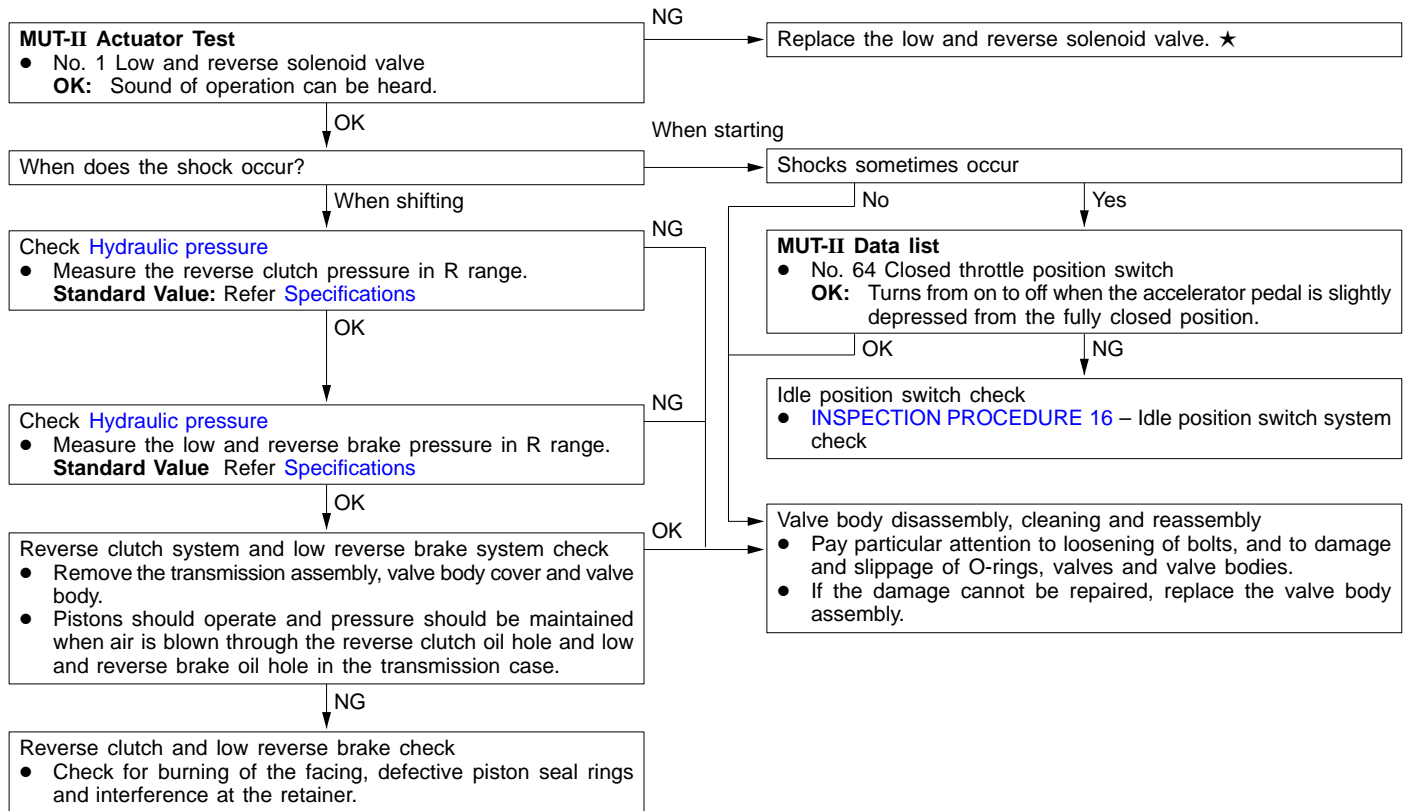 MUT-II Actuator Test
● No. 1 Low and reverse solenoid valve
OK: Sound of operation can be heard.
NG
Replace the low and reverse solenoid valve. ★
OK
When does the shock occur?
When starting
Shocks sometimes occur
When shifting
No
Yes
Check Hydraulic pressure
● Measure the reverse clutch pressure in R range.
Standard Value: Refer Specifications
NG
MUT-II Data list
● No. 64 Closed throttle position switch
OK: Turns from on to off when the accelerator pedal is slightly
depressed from the fully closed position.
OK
OK
NG
Idle position switch check
● INSPECTION PROCEDURE 16 – Idle position switch system
check
Check Hydraulic pressure
● Measure the low and reverse brake pressure in R range.
Standard Value Refer Specifications
NG
OK
Reverse clutch system and low reverse brake system check
● Remove the transmission assembly, valve body cover and valve
body.
● Pistons should operate and pressure should be maintained
when air is blown through the reverse clutch oil hole and low
and reverse brake oil hole in the transmission case.
OK
Valve body disassembly, cleaning and reassembly
● Pay particular attention to loosening of bolts, and to damage
and slippage of O-rings, valves and valve bodies.
● If the damage cannot be repaired, replace the valve body
assembly.
NG
Reverse clutch and low reverse brake check
● Check for burning of the facing, defective piston seal rings
and interference at the retainer.